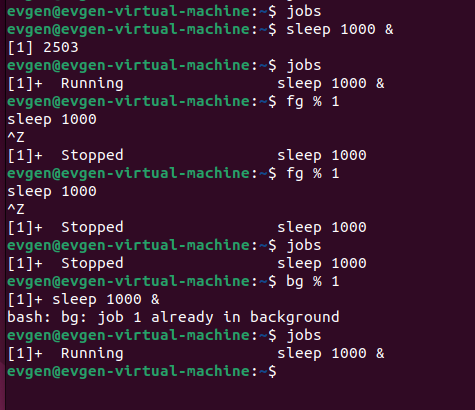 evgen@evgen-virtual-machine:~$ jobs
evgen@evgen-virtual-machine:~$ sleep 1000 &
[1] 2503
evgen@evgen-virtual-machine:~$ jobs
[1]+  Running                 sleep 1000 &
evgen@evgen-virtual-machine:~$ fg % 1
sleep 1000
^Z
[1]+  Stopped                 sleep 1000
evgen@evgen-virtual-machine:~$ fg % 1
sleep 1000
^Z
[1]+  Stopped                 sleep 1000
evgen@evgen-virtual-machine:~$ jobs
[1]+  Stopped                 sleep 1000
evgen@evgen-virtual-machine:~$ bg % 1
[1]+ sleep 1000 &
bash: bg: job 1 already in background
evgen@evgen-virtual-machine:~$ jobs
[1]+  Running                 sleep 1000 &
evgen@evgen-virtual-machine:~$